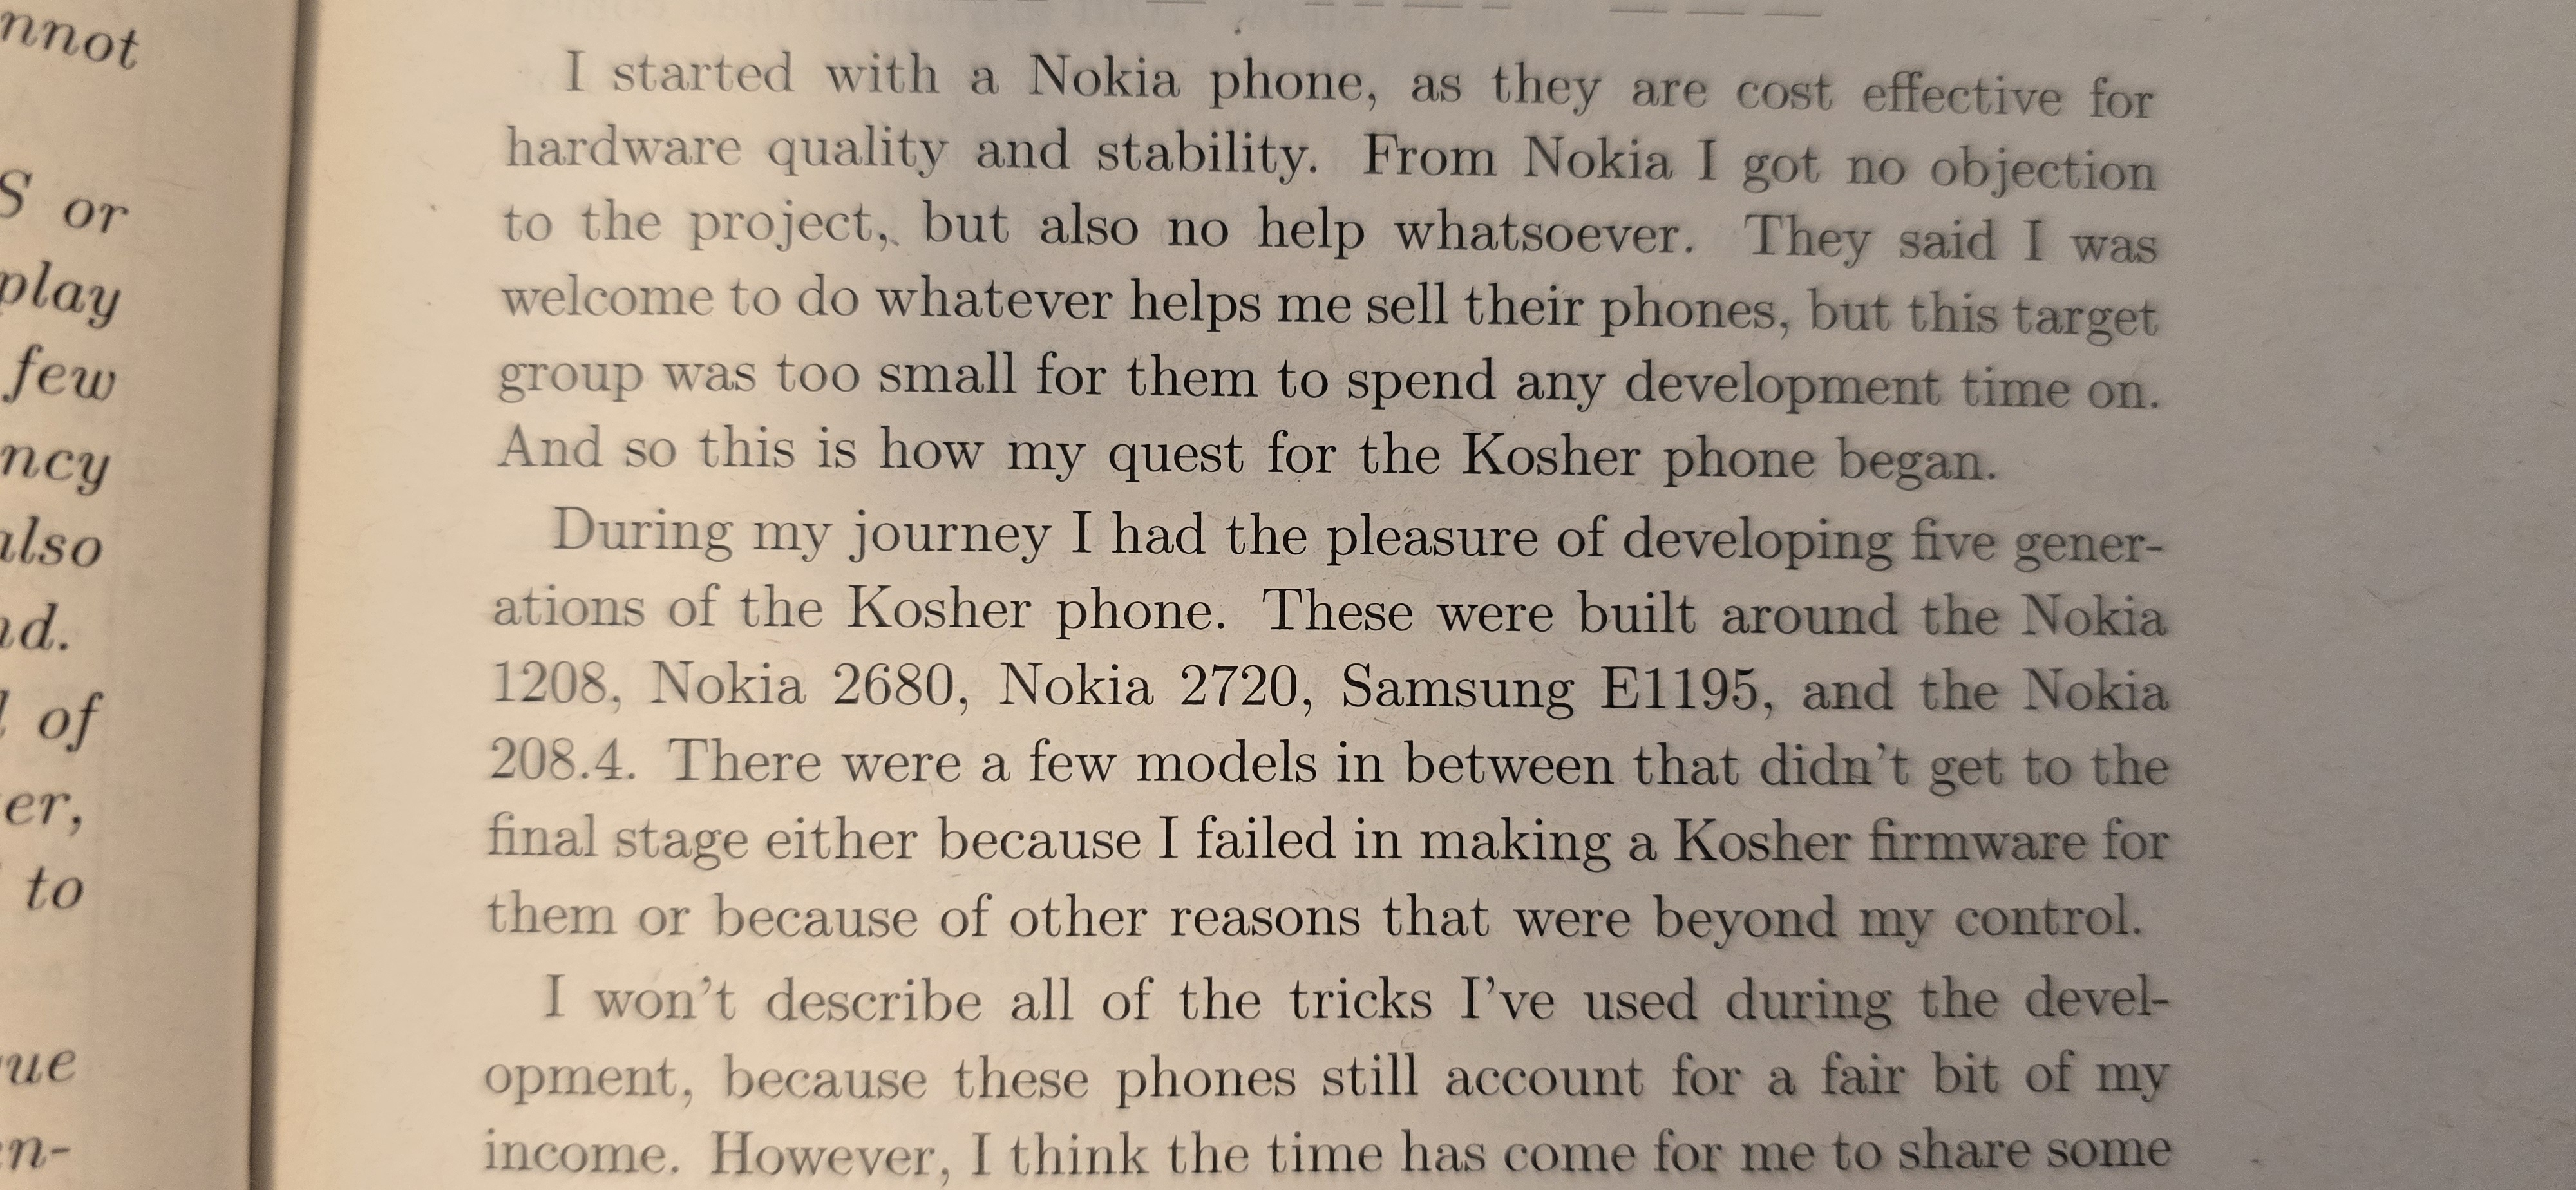 nnot
S or
play
few
ncy
also
nd.
l of
er,
to
ue
n-
I started with a Nokia phone, as they are cost effective for
hardware quality and stability. From Nokia I got no objection
to the project, but also no help whatsoever. They said I was
welcome to do whatever helps me sell their phones, but this target
group was too small for them to spend any development time on.
And so this is how my quest for the Kosher phone began.
During my journey I had the pleasure of developing five gener-
ations of the Kosher phone. These were built around the Nokia
1208, Nokia 2680, Nokia 2720, Samsung E1195, and the Nokia
208.4. There were a few models in between that didn't get to the
final stage either because I failed in making a Kosher firmware for
them or because of other reasons that were beyond my control.
I won't describe all of the tricks I've used during the devel-
opment, because these phones still account for a fair bit of my
income. However, I think the time has come for me to share some